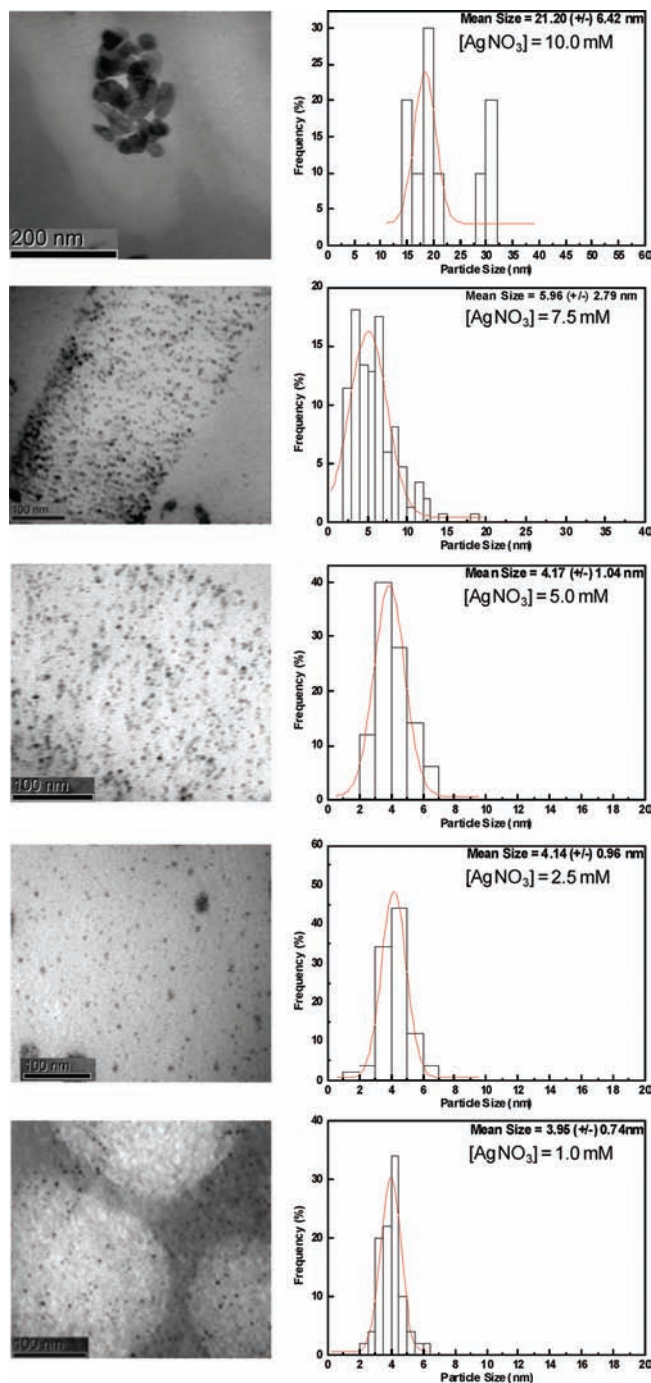 Mean Size = 21.20 (+/-) 6.42 nm
[AgNO3] = 10.0 mM
Frequency (%)
30
25
20
15
10
5
0
0 5 10 15 20 25 30 35 40 45 50 55 60
Particle Size (nm)
200 nm
Mean Size = 5.96 (+/-) 2.79 nm
[AgNO3] = 7.5 mM
Frequency (%)
20
15
10
5
0
0 5 10 15 20 25 30 35 40
Particle Size (nm)
100 nm
Mean Size = 4.17 (+/-) 1.04 nm
[AgNO3] = 5.0 mM
Frequency (%)
40
30
20
10
0
0 2 4 6 8 10 12 14 16 18 20
Particle Size (nm)
100 nm
Mean Size = 4.14 (+/-) 0.96 nm
[AgNO3] = 2.5 mM
Frequency (%)
60
50
40
30
20
10
0
0 2 4 6 8 10 12 14 16 18 20
Particle Size (nm)
100 nm
Mean Size = 3.95 (+/-) 0.74nm
[AgNO3] = 1.0 mM
Frequency (%)
40
30
20
10
0
0 2 4 6 8 10 12 14 16 18 20
Particle Size (nm)
100 nm